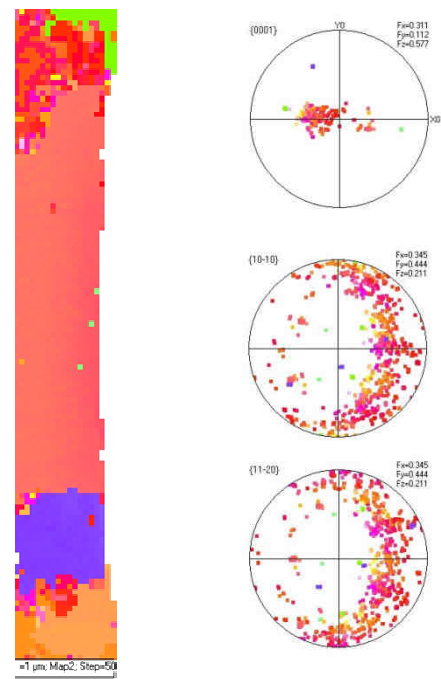 {0001}
Y0
Fx=0.311
Fy=0.112
Fz=0.577
X0
{10-10}
Fx=0.345
Fy=0.444
Fz=0.211
{11-20}
Fx=0.345
Fy=0.444
Fz=0.211
=1 µm; Map2; Step=50